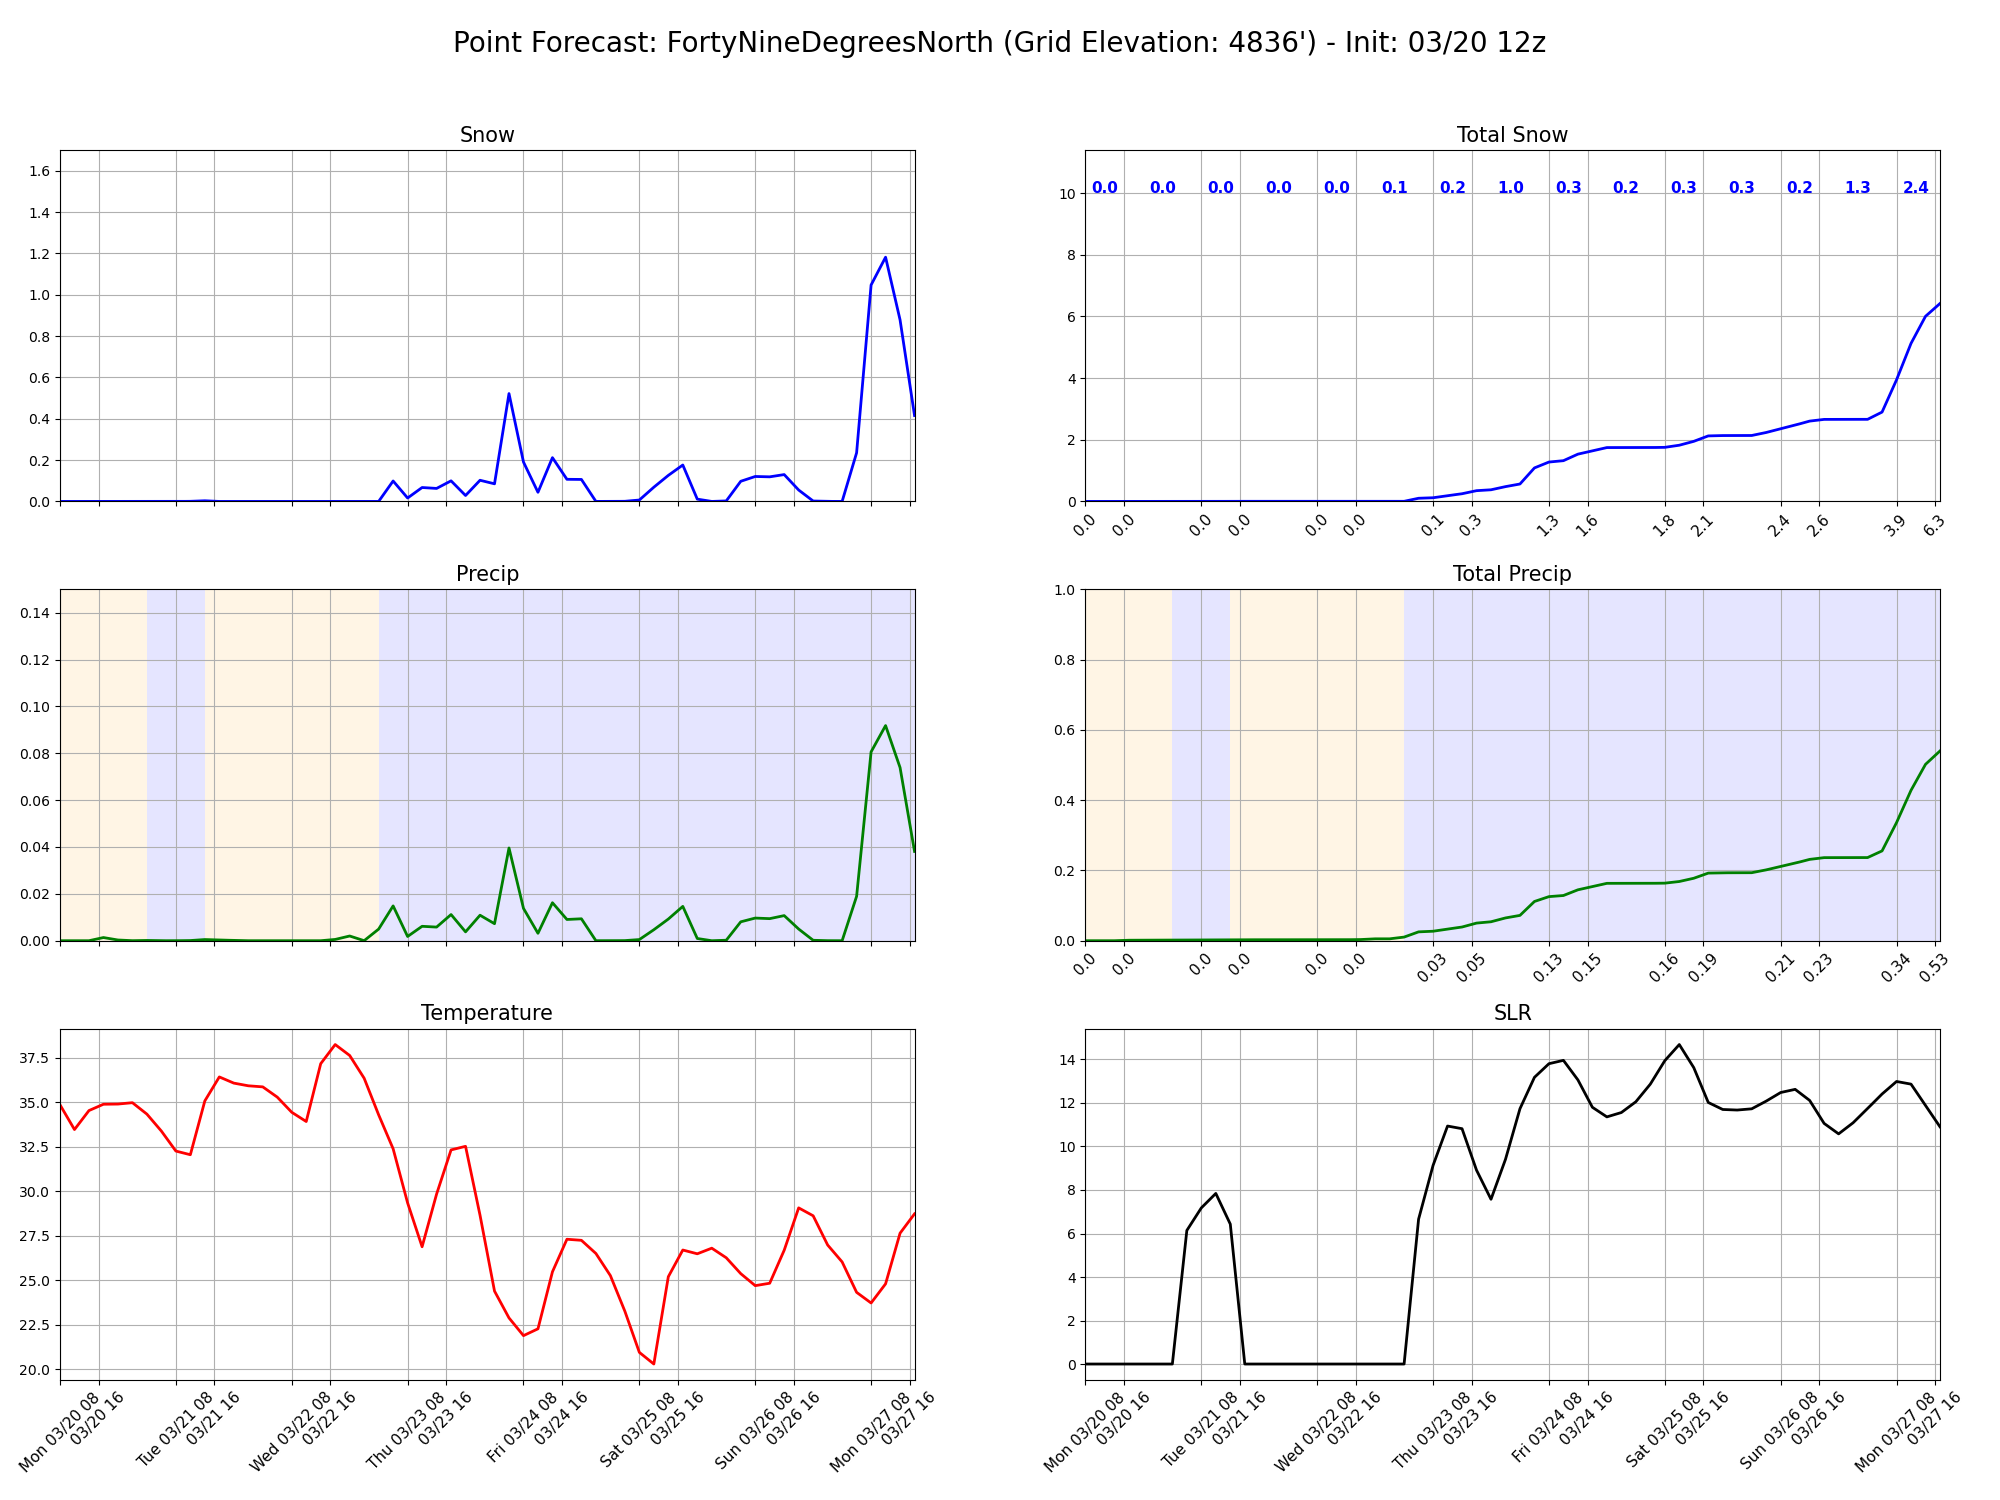 Point Forecast: FortyNineDegreesNorth (Grid Elevation: 4836') - Init: 03/20 12z
Snow
1.6
1.4
1.2
1.0
0.8
0.6
0.4
0.2
0.0
Total Snow
0.0 0.0 0.0 0.0 0.0 0.1 0.2 1.0 0.3 0.2 0.3 0.3 0.2 1.3 2.4
10
8
6
4
2
0
0.0 0.0 0.0 0.0 0.0 0.0 0.1 0.3 1.3 1.6 1.8 2.1 2.4 2.6 3.9 6.3
Precip
0.14
0.12
0.10
0.08
0.06
0.04
0.02
0.00
Total Precip
1.0
0.8
0.6
0.4
0.2
0.0
0.0 0.0 0.0 0.0 0.0 0.0 0.03 0.05 0.13 0.15 0.16 0.19 0.21 0.23 0.34 0.53
Temperature
37.5
35.0
32.5
30.0
27.5
25.0
22.5
20.0
Mon 03/20 08
03/20 16
Tue 03/21 08
03/21 16
Wed 03/22 08
03/22 16
Thu 03/23 08
03/23 16
Fri 03/24 08
03/24 16
Sat 03/25 08
03/25 16
Sun 03/26 08
03/26 16
Mon 03/27 08
03/27 16
SLR
14
12
10
8
6
4
2
0
Mon 03/20 08
03/20 16
Tue 03/21 08
03/21 16
Wed 03/22 08
03/22 16
Thu 03/23 08
03/23 16
Fri 03/24 08
03/24 16
Sat 03/25 08
03/25 16
Sun 03/26 08
03/26 16
Mon 03/27 08
03/27 16